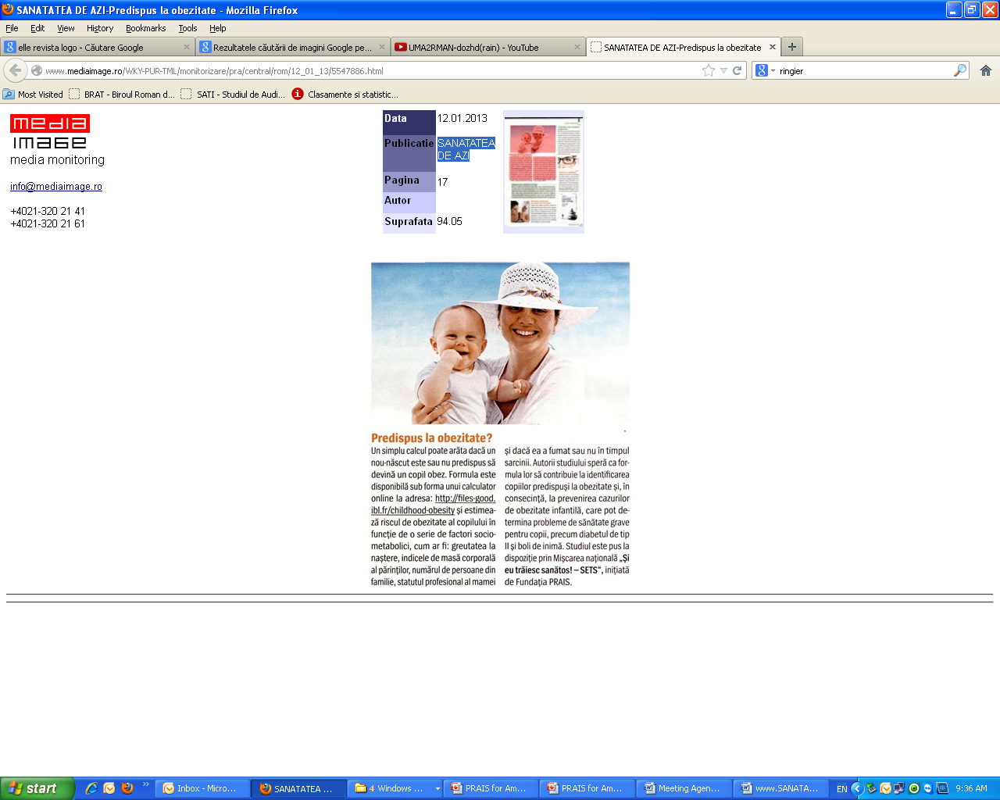 SANATATEA DE AZI-Predispus la obezitate - Mozilla Firefox
File Edit View History Bookmarks Tools Help
elle revista logo - Căutare Google
Rezultatele căutării de imagini Google pe...
UMA2RMAN-dozhd(rain) - YouTube
SANATATEA DE AZI-Predispus la obezitate
www.mediaimage.ro/WKY-PUR-TML/monitorizare/pra/central/rom/12_01_13/5547886.html
ringier
Most Visited
BRAT - Biroul Roman d...
SATI - Studiul de Audi...
Clasamente si statistic...
media
image
media monitoring
info@mediaimage.ro
+4021-320 21 41
+4021-320 21 61
Data 12.01.2013
Publicatie SANATATEA
DE AZI
Pagina 17
Autor
Suprafata 94.05
Predispus la obezitate?
Un simplu calcul poate arăta dacă un
nou-născut este sau nu predispus să
devină un copil obez. Formula este
disponibilă sub forma unui calculator
online la adresa: http://files-good.
ibl.fr/childhood-obesity și estimea-
ză riscul de obezitate al copilului în
funcție de o serie de factori socio-
metabolici, cum ar fi: greutatea la
naștere, indicele de masă corporală
al părinților, numărul de persoane din
familie, statutul profesional al mamei
și dacă ea a fumat sau nu în timpul
sarcinii. Autorii studiului speră ca for-
mula lor să contribuie la identificarea
copiilor predispuși la obezitate și, în
consecință, la prevenirea cazurilor
de obezitate infantilă, care pot de-
termina probleme de sănătate grave
pentru copii, precum diabetul de tip
II și boli de inimă. Studiul este pus la
dispoziție prin Mișcarea națională „Și
eu trăiesc sanătos! – SETS“, inițiată
de Fundația PRAIS.
start
Inbox - Micro...
SANATATEA ...
4 Windows ...
PRAIS for Am...
PRAIS for Am...
Meeting Agen...
www.SANATA...
EN
9:36 AM